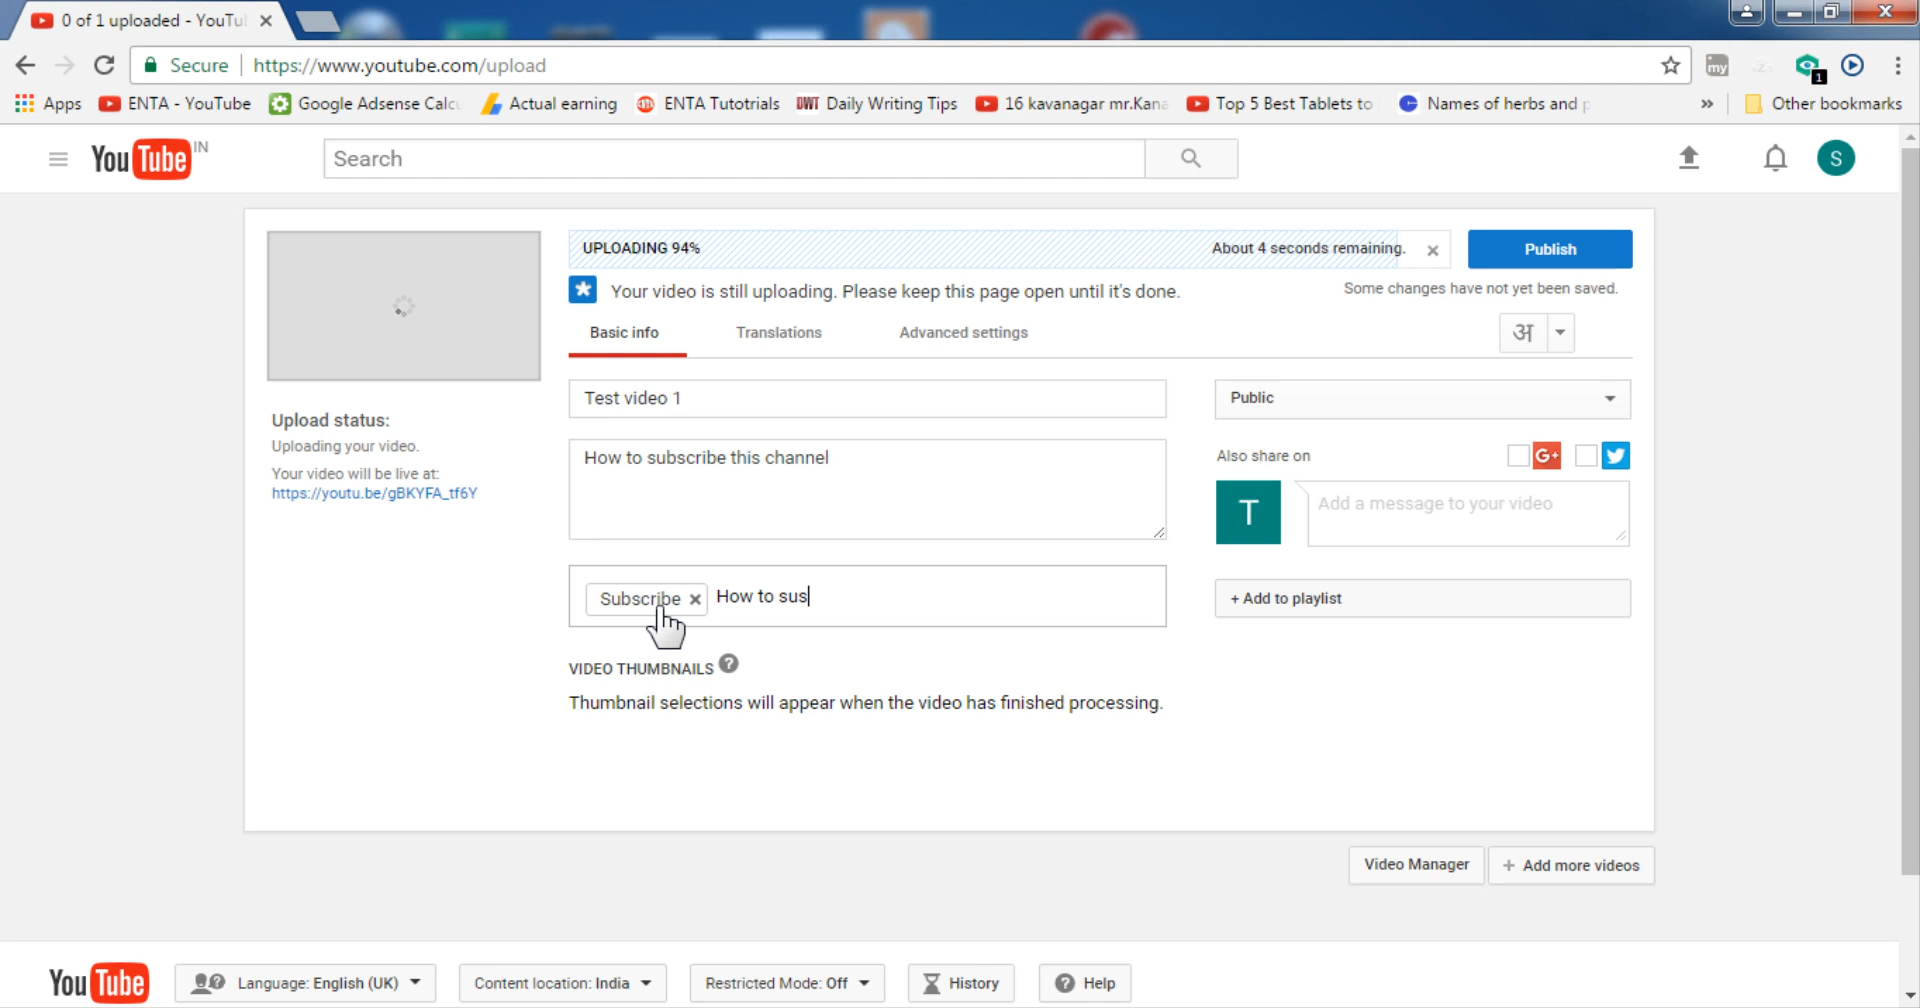 0 of 1 uploaded - YouTu
Secure https://www.youtube.com/upload
my
1
Apps ENTA - YouTube Google Adsense Calc Actual earning ENTA Tutotrials DWT Daily Writing Tips 16 kavanagar mr.Kana Top 5 Best Tablets to Names of herbs and p » Other bookmarks
YouTube IN
Search
S
UPLOADING 94% About 4 seconds remaining.
Publish
Your video is still uploading. Please keep this page open until it's done.
Some changes have not yet been saved.
Basic info Translations Advanced settings
अ
Test video 1
Public
Upload status:
Uploading your video.
Your video will be live at:
https://youtu.be/gBKYFA_tf6Y
How to subscribe this channel
Also share on G+
T
Add a message to your video
Subscribe × How to sus
+ Add to playlist
VIDEO THUMBNAILS ?
Thumbnail selections will appear when the video has finished processing.
Video Manager
+ Add more videos
YouTube
Language: English (UK)
Content location: India
Restricted Mode: Off
History
Help